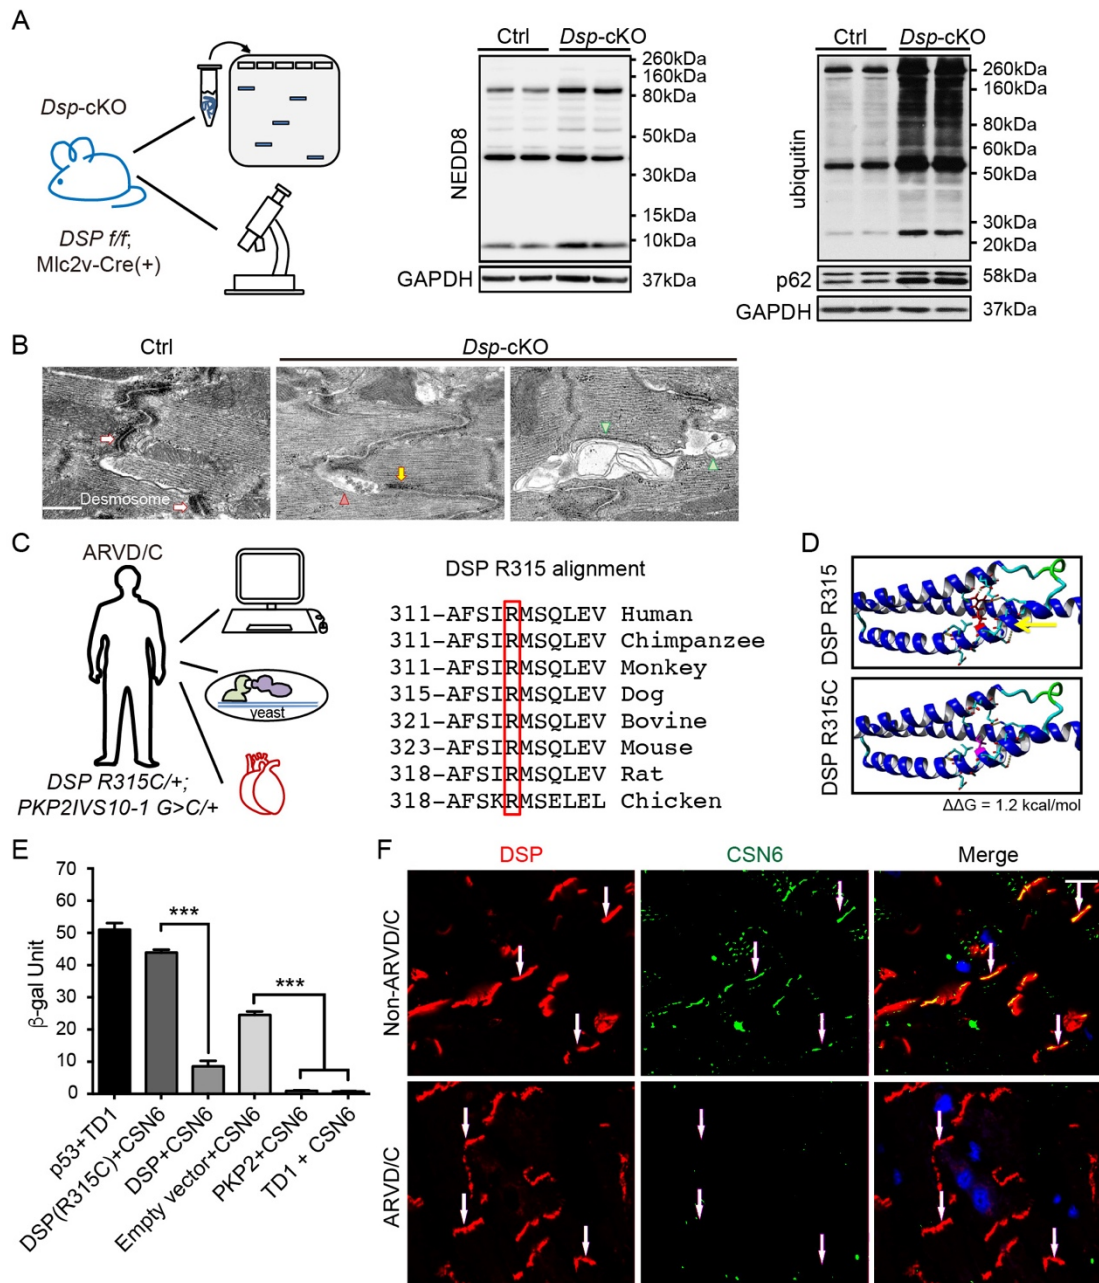 A
Dsp-cKO
DSP f/f;
Mlc2v-Cre(+)
Ctrl Dsp-cKO
NEDD8
260kDa
160kDa
80kDa
50kDa
30kDa
15kDa
10kDa
GAPDH 37kDa
Ctrl Dsp-cKO
ubiquitin
260kDa
160kDa
80kDa
60kDa
50kDa
30kDa
20kDa
p62 58kDa
GAPDH 37kDa
B
Ctrl Dsp-cKO
Desmosome
C
ARVD/C
yeast
DSP R315C/+;
PKP2IVS10-1 G>C/+
DSP R315 alignment
311-AFSIRMSQLEV Human
311-AFSIRMSQLEV Chimpanzee
311-AFSIRMSQLEV Monkey
315-AFSIRMSQLEV Dog
321-AFSIRMSQLEV Bovine
323-AFSIRMSQLEV Mouse
318-AFSIRMSQLEV Rat
318-AFSKRMSELEL Chicken
D
DSP R315
DSP R315C
ΔΔG = 1.2 kcal/mol
E
β-gal Unit
70
60
50
40
30
20
10
0
***
***
p53+TD1
DSP(R315C)+CSN6
DSP+CSN6
Empty vector+CSN6
PKP2+CSN6
TD1 + CSN6
F
DSP CSN6 Merge
Non-ARVD/C
ARVD/C